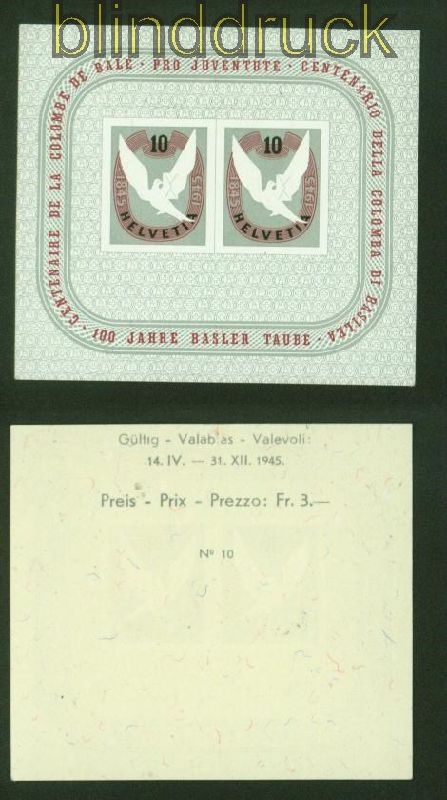 blinddruck
CENTENAIRE DE LA COLOMBE DE BALE · PRO JUVENTUTE · CENTENARIO DELLA COLOMBA DI BASILEA ·
100 JAHRE BASLER TAUBE ·
10
1845 1945
HELVETIA
10
1845 1945
HELVETIA
Gültig - Valables - Valevoli:
14. IV. — 31. XII. 1945.
Preis - Prix - Prezzo: Fr. 3.—
Nº 10